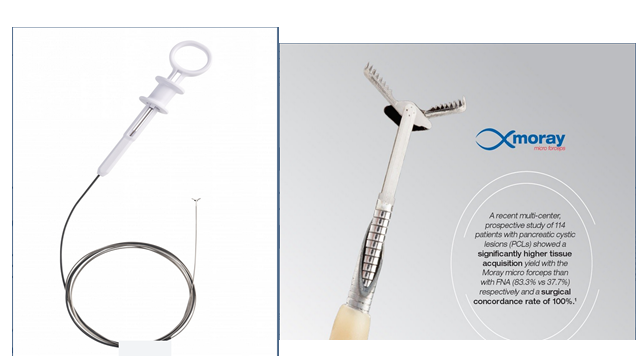 moray
micro forceps
A recent multi-center,
prospective study of 114
patients with pancreatic cystic
lesions (PCLs) showed a
significantly higher tissue
acquisition yield with the
Moray micro forceps than
with FNA (83.3% vs 37.7%)
respectively and a surgical
concordance rate of 100%.¹